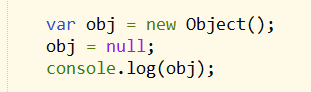 var obj = new Object();
obj = null;
console.log(obj);